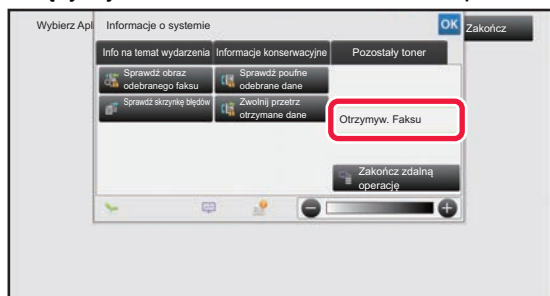 Wybierz Apl
Informacje o systemie
OK
Zakończ
Info na temat wydarzenia
Informacje konserwacyjne
Pozostały toner
Sprawdź obraz
odebranego faksu
Sprawdź poufne
odebrane dane
Sprawdź skrzynkę błędów
Zwolnij przetrz
otrzymane dane
Otrzymyw. Faksu
Zakończ zdalną
operację